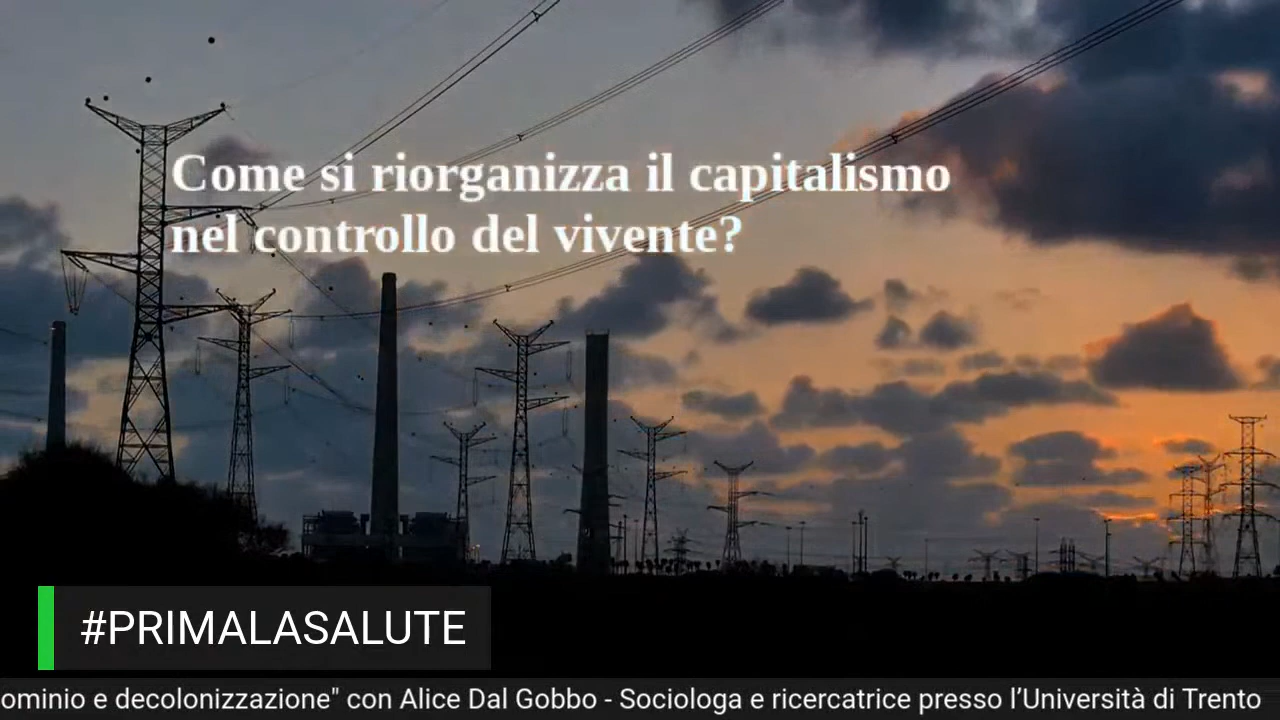 Come si riorganizza il capitalismo
nel controllo del vivente?
#PRIMALASALUTE
ominio e decolonizzazione" con Alice Dal Gobbo - Sociologa e ricercatrice presso l’Università di Trento